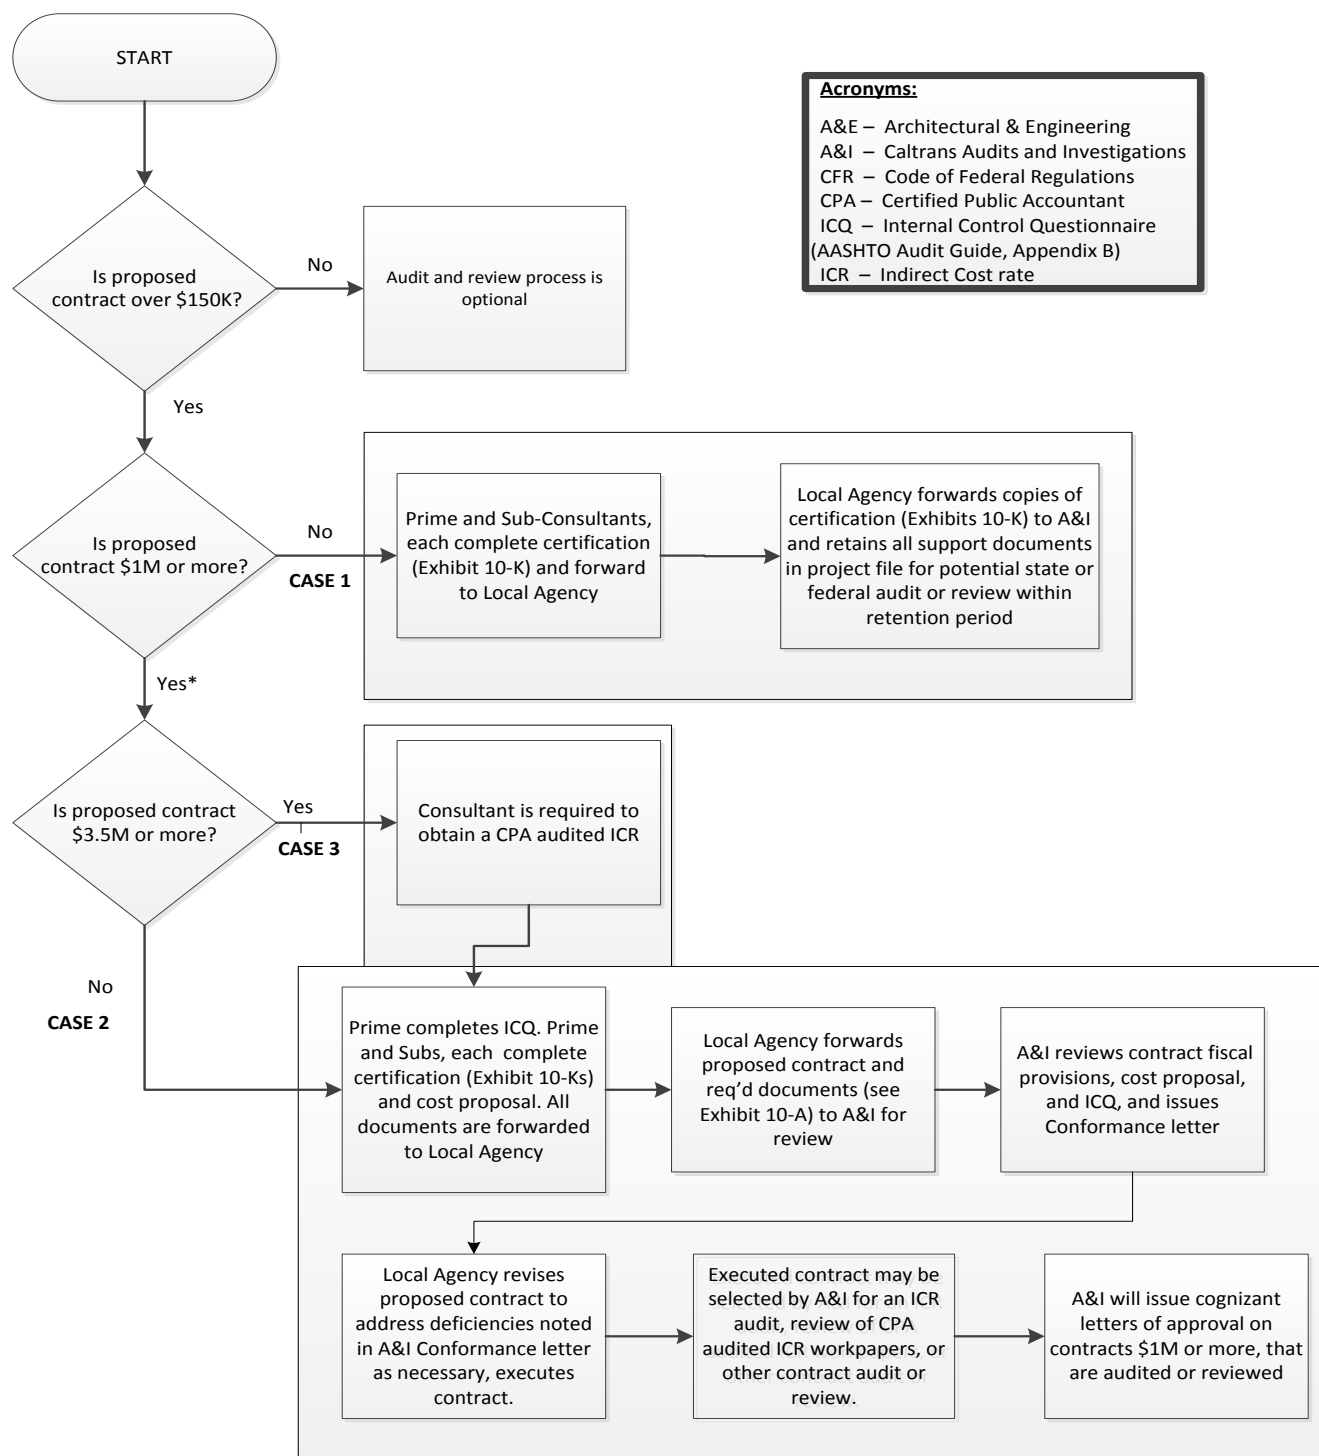 START
Acronyms:
A&E – Architectural & Engineering
A&I – Caltrans Audits and Investigations
CFR – Code of Federal Regulations
CPA – Certified Public Accountant
ICQ – Internal Control Questionnaire
(AASHTO Audit Guide, Appendix B)
ICR – Indirect Cost rate
Is proposed
contract over $150K?
No
Audit and review process is
optional
Yes
Is proposed
contract $1M or more?
No
CASE 1
Prime and Sub-Consultants,
each complete certification
(Exhibit 10-K) and forward
to Local Agency
Local Agency forwards copies of
certification (Exhibits 10-K) to A&I
and retains all support documents
in project file for potential state or
federal audit or review within
retention period
Yes*
Is proposed contract
$3.5M or more?
Yes
CASE 3
Consultant is required to
obtain a CPA audited ICR
No
CASE 2
Prime completes ICQ. Prime
and Subs, each complete
certification (Exhibit 10-Ks)
and cost proposal. All
documents are forwarded
to Local Agency
Local Agency forwards
proposed contract and
req'd documents (see
Exhibit 10-A) to A&I for
review
A&I reviews contract fiscal
provisions, cost proposal,
and ICQ, and issues
Conformance letter
Local Agency revises
proposed contract to
address deficiencies noted
in A&I Conformance letter
as necessary, executes
contract.
Executed contract may be
selected by A&I for an ICR
audit, review of CPA
audited ICR workpapers, or
other contract audit or
review.
A&I will issue cognizant
letters of approval on
contracts $1M or more, that
are audited or reviewed